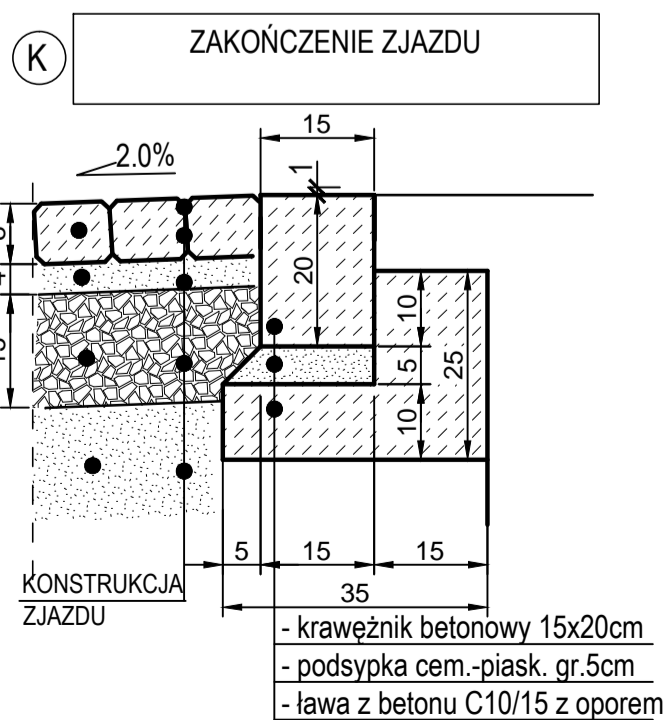 K
ZAKOŃCZENIE ZJAZDU
15
2.0%
1
20
10
5
25
10
4
5
15
15
35
KONSTRUKCJA
ZJAZDU
- krawężnik betonowy 15x20cm
- podsypka cem.-piask. gr.5cm
- ława z betonu C10/15 z oporem